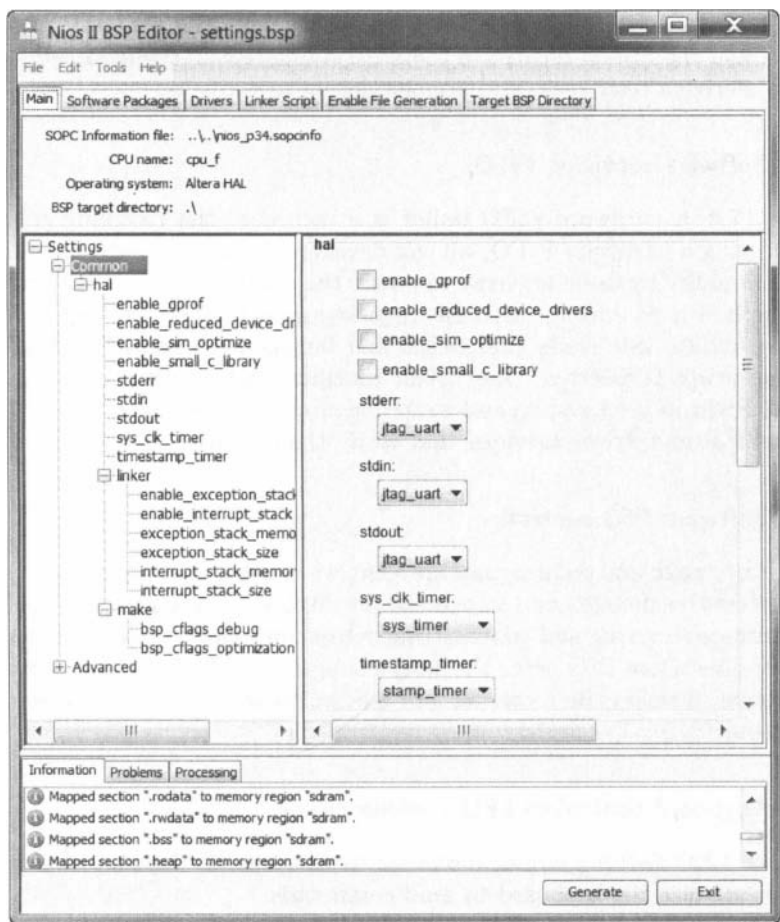 Nios II BSP Editor - settings.bsp
File Edit Tools Help
Main Software Packages Drivers Linker Script Enable File Generation Target BSP Directory
SOPC Information file: ..\..\nios_p34.sopcinfo
CPU name: cpu_f
Operating system: Altera HAL
BSP target directory: .\
Settings
Common
hal
enable_gprof
enable_reduced_device_dr
enable_sim_optimize
enable_small_c_library
stderr
stdin
stdout
sys_clk_timer
timestamp_timer
linker
enable_exception_stack
enable_interrupt_stack
exception_stack_memo
exception_stack_size
interrupt_stack_memor
interrupt_stack_size
make
bsp_cflags_debug
bsp_cflags_optimization
Advanced
hal
enable_gprof
enable_reduced_device_drivers
enable_sim_optimize
enable_small_c_library
stderr:
jtag_uart
stdin:
jtag_uart
stdout:
jtag_uart
sys_clk_timer:
sys_timer
timestamp_timer:
stamp_timer
Information Problems Processing
Mapped section ".rodata" to memory region "sdram".
Mapped section ".rwdata" to memory region "sdram".
Mapped section ".bss" to memory region "sdram".
Mapped section ".heap" to memory region "sdram".
Generate Exit